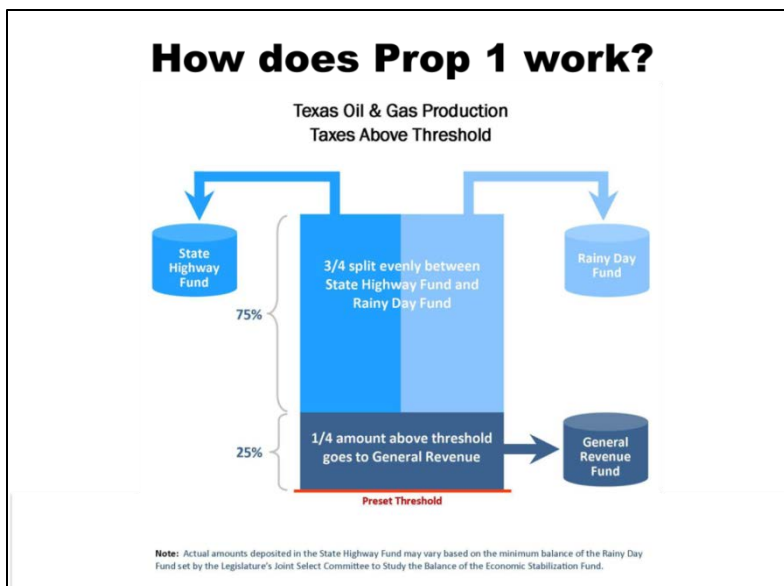 How does Prop 1 work?
Texas Oil & Gas Production
Taxes Above Threshold
State
Highway
Fund
3/4 split evenly between
State Highway Fund and
Rainy Day Fund
Rainy Day
Fund
75%
1/4 amount above threshold
goes to General Revenue
25%
General
Revenue
Fund
Preset Threshold
Note: Actual amounts deposited in the State Highway Fund may vary based on the minimum balance of the Rainy Day
Fund set by the Legislature's Joint Select Committee to Study the Balance of the Economic Stabilization Fund.